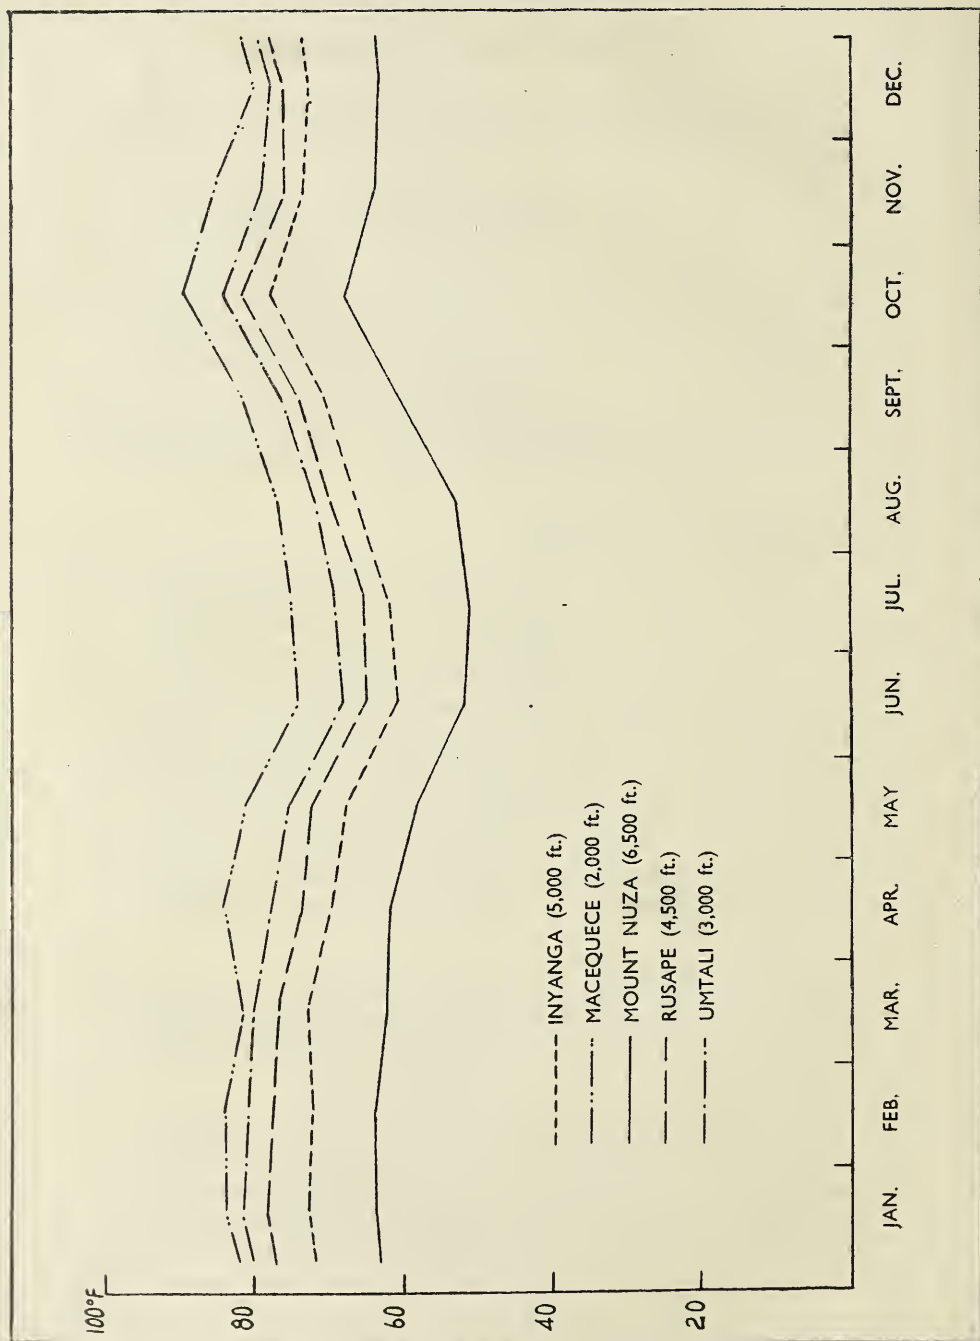 100°F
80
60
40
20
INYANGA (5,000 ft.)
MACEQUECE (2,000 ft.)
MOUNT NUZA (6,500 ft.)
RUSAPE (4,500 ft.)
UMTALI (3,000 ft.)
JAN. FEB. MAR. APR. MAY JUN. JUL. AUG. SEPT. OCT. NOV. DEC.